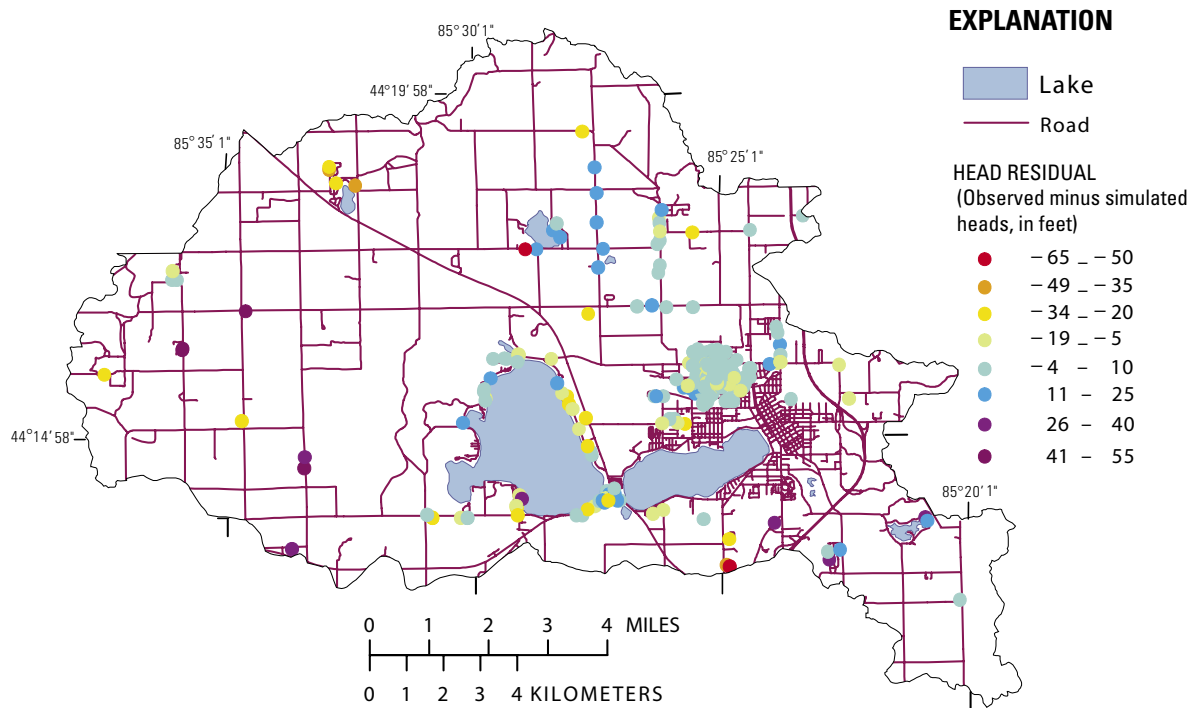 EXPLANATION
Lake
Road
HEAD RESIDUAL
(Observed minus simulated
heads, in feet)
−65 – −50
−49 – −35
−34 – −20
−19 – −5
−4 – 10
11 – 25
26 – 40
41 – 55
85°30′1"
44°19′58"
85°35′1"
85°25′1"
44°14′58"
85°20′1"
0 1 2 3 4 MILES
0 1 2 3 4 KILOMETERS